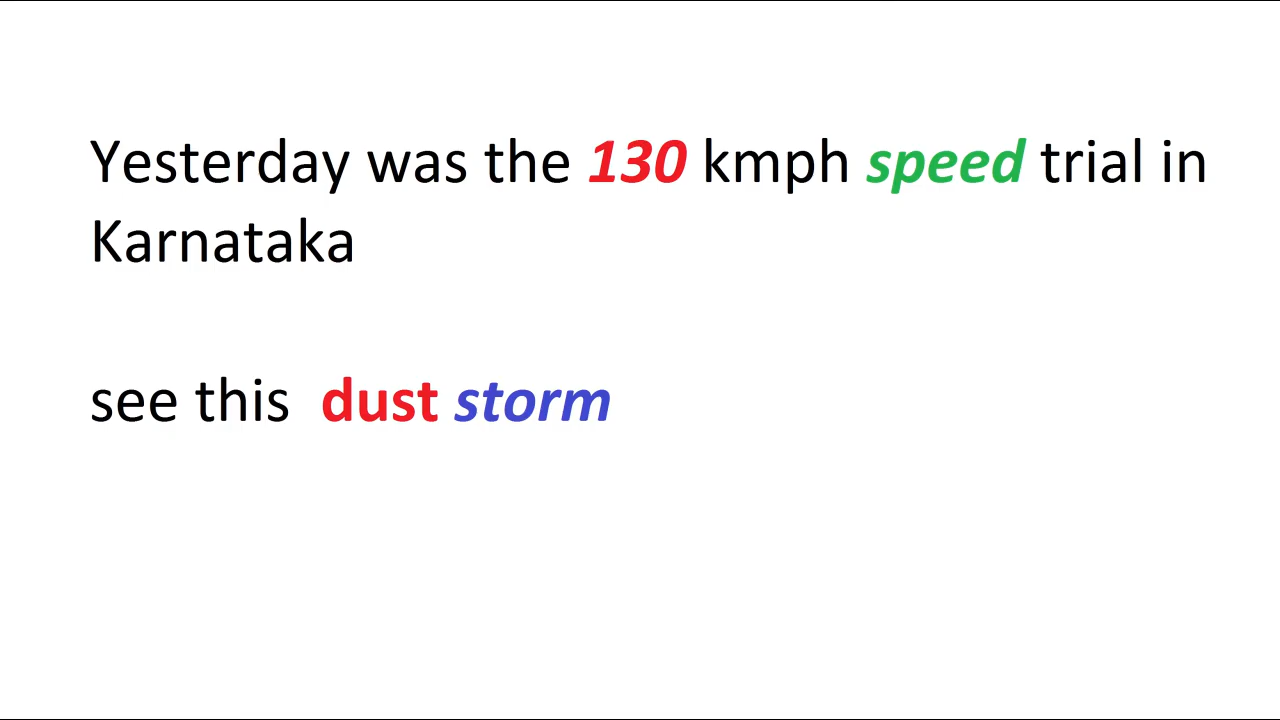 Yesterday was the 130 kmph speed trial in
Karnataka
see this dust storm